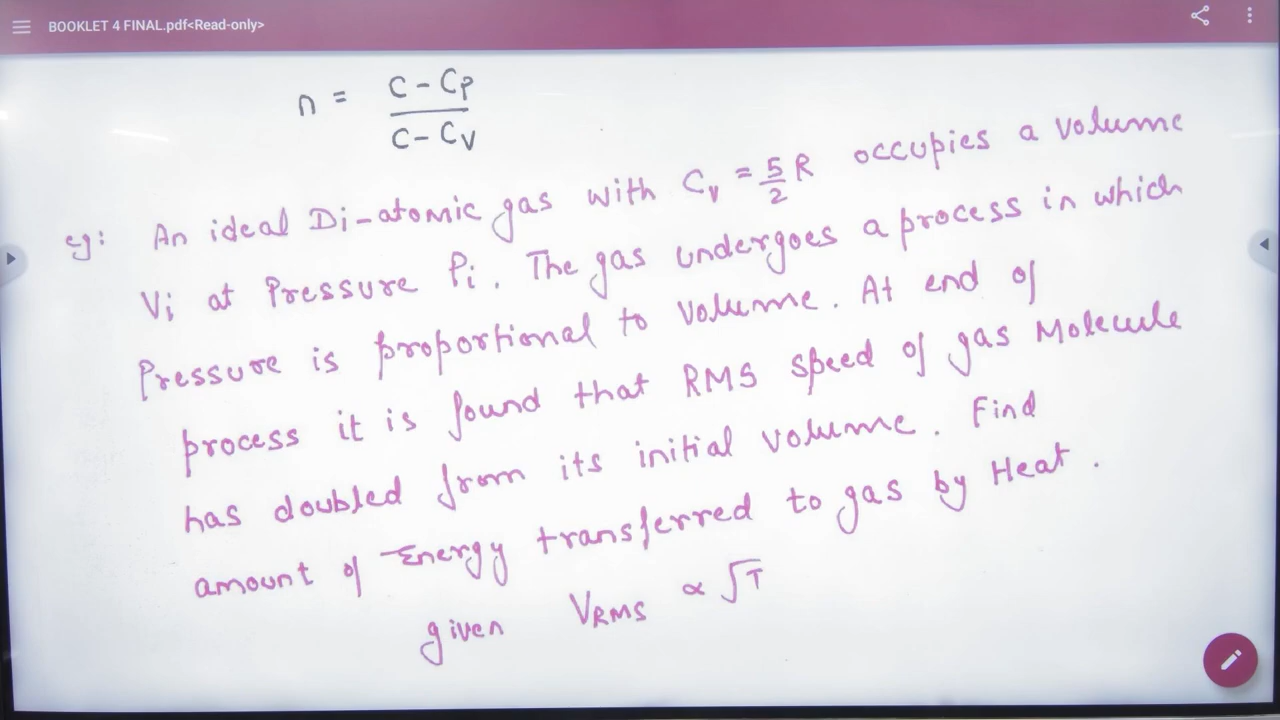 BOOKLET 4 FINAL.pdf<Read-only>
n = C - Cp / C - Cv
eg: An ideal Di-atomic gas with Cv = 5/2 R occupies a volume
Vi at Pressure Pi. The gas undergoes a process in which
Pressure is proportional to volume. At end of
process it is found that RMS speed of gas Molecule
has doubled from its initial volume. Find
amount of Energy transferred to gas by Heat.
given VRMS ∝ √T